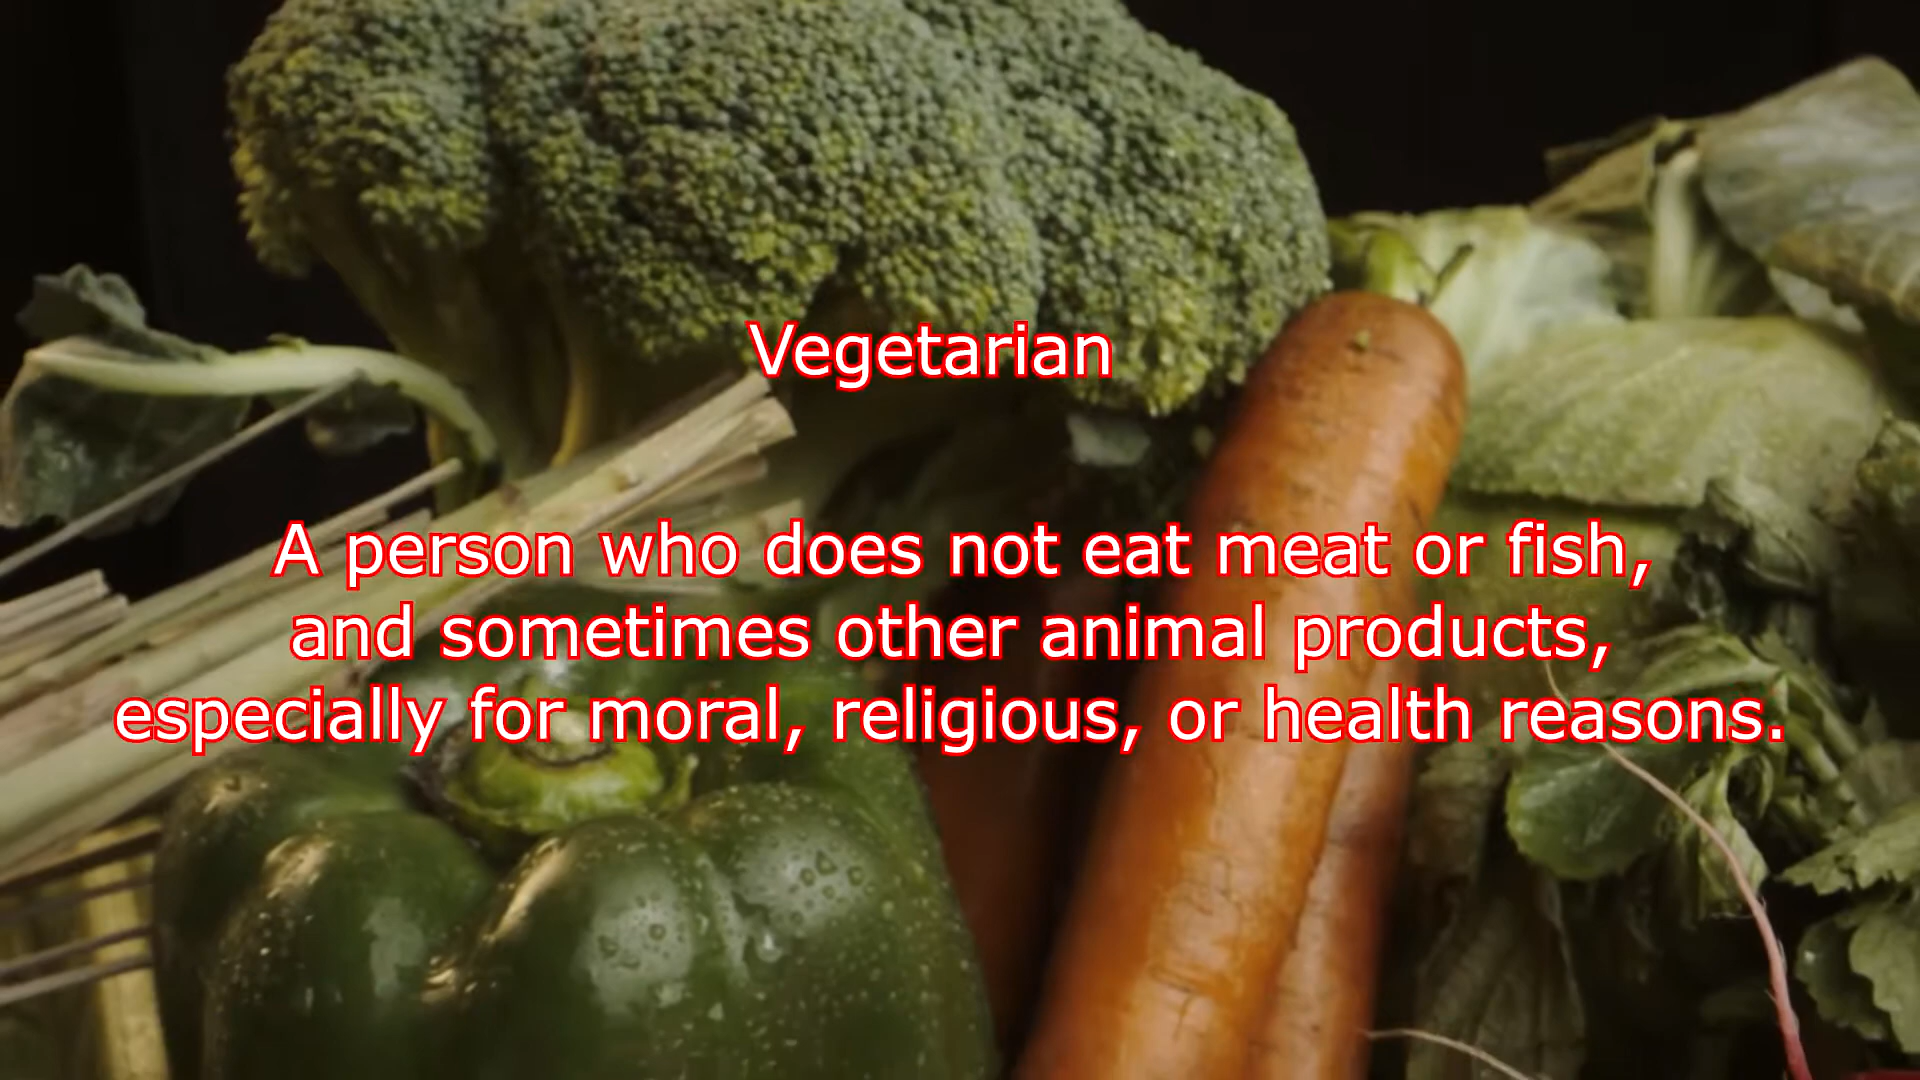 Vegetarian
A person who does not eat meat or fish,
and sometimes other animal products,
especially for moral, religious, or health reasons.